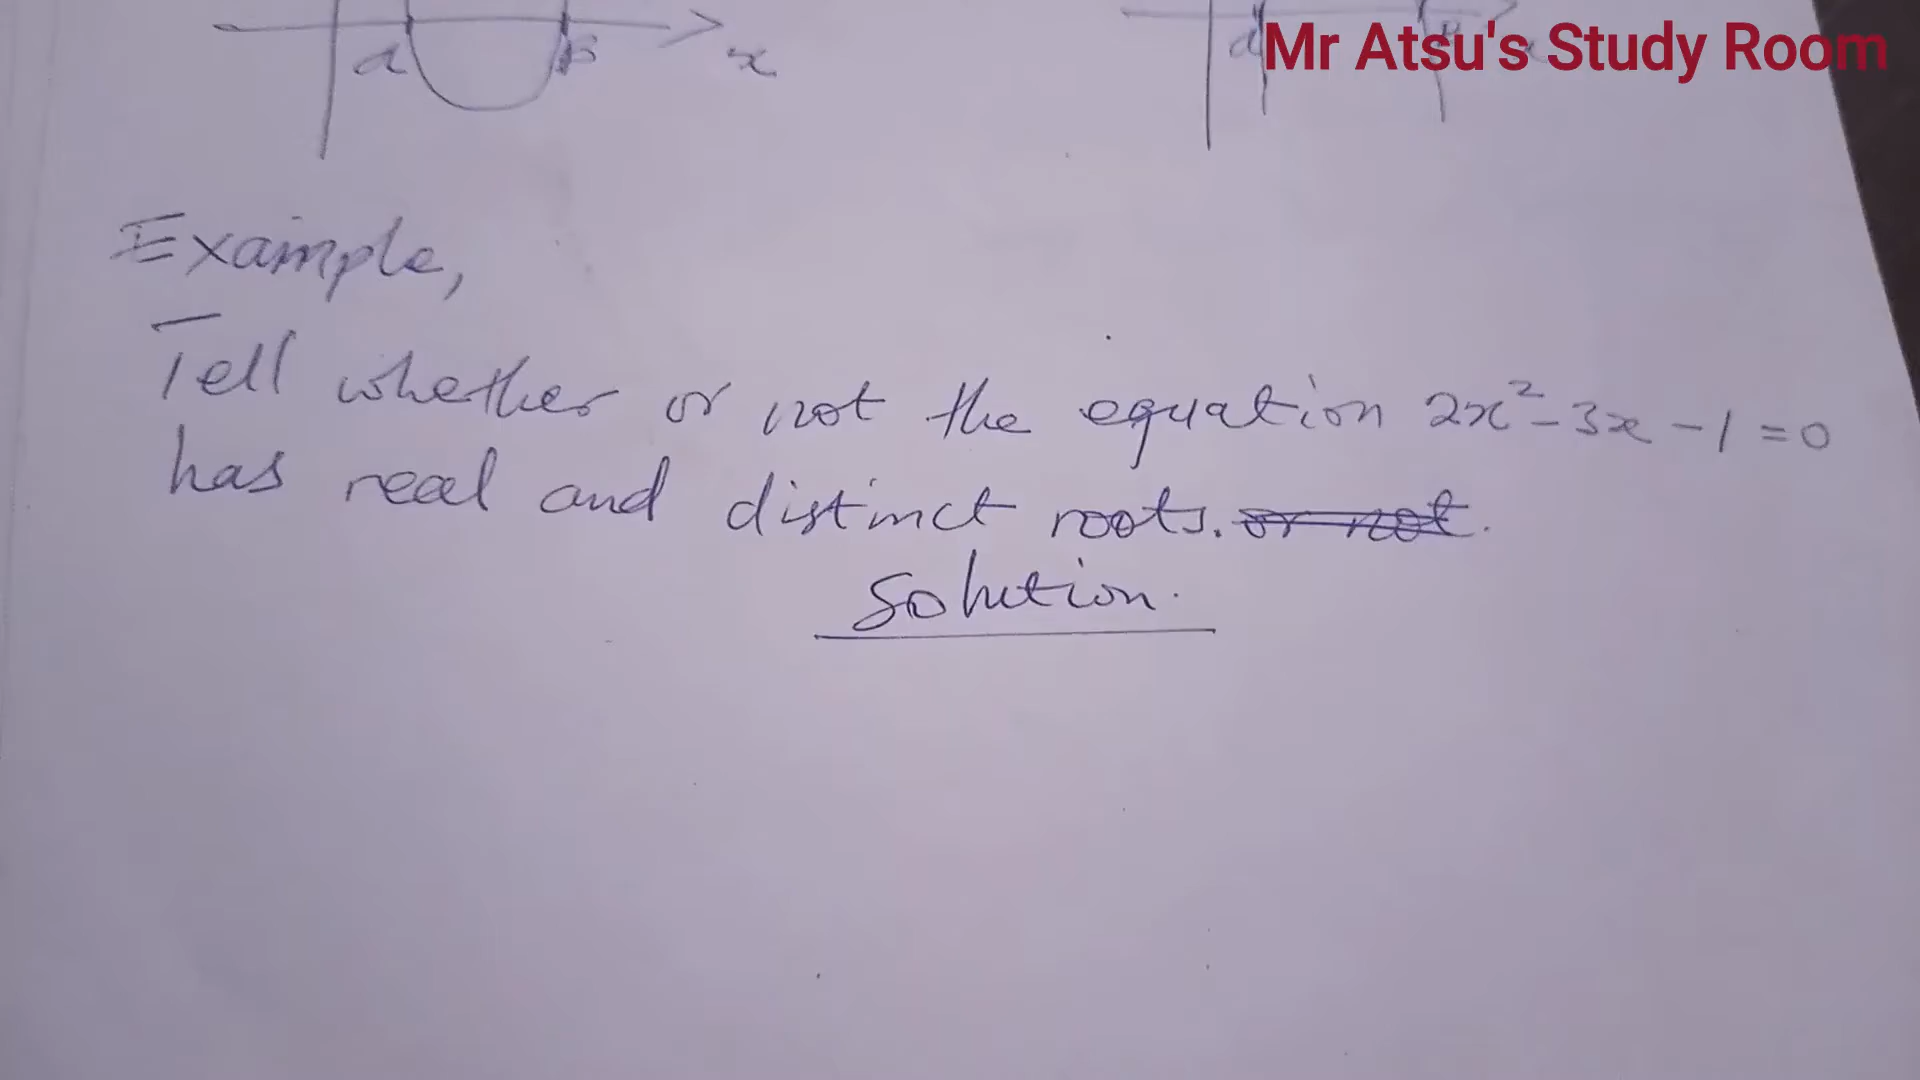 α β x
α
Mr Atsu's Study Room
Example,
Tell whether or not the equation 2x² - 3x - 1 = 0
has real and distinct roots. or not.
Solution.